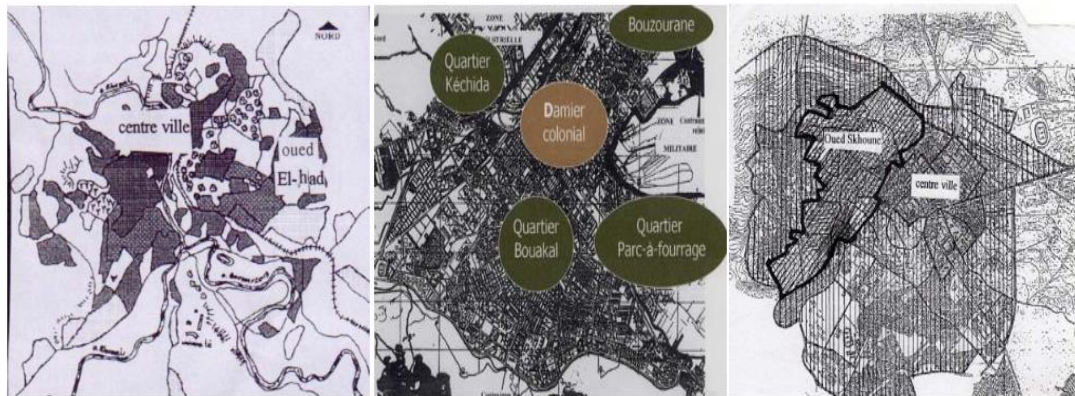 NORD
centre ville
oued
El-had
ZONE
Bouzourane
Quartier
Kéchida
Damier
colonial
ZONE
MILITAIRE
Quartier
Bouakal
Quartier
Parc-à-fourrage
Oued Skhoune
centre ville